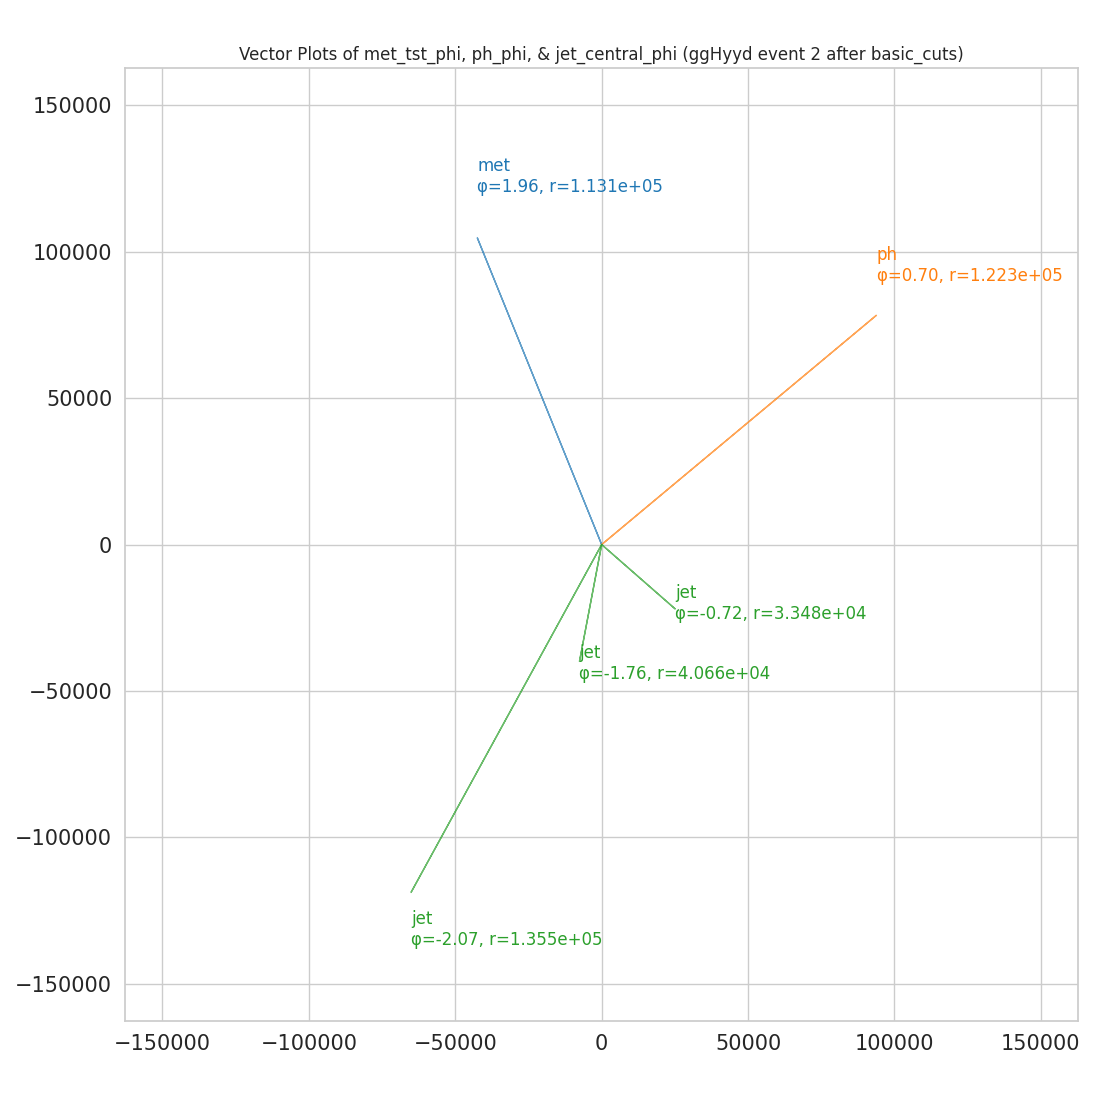 Vector Plots of met_tst_phi, ph_phi, & jet_central_phi (ggHyyd event 2 after basic_cuts)
150000
100000
50000
0
−50000
−100000
−150000
met
φ=1.96, r=1.131e+05
ph
φ=0.70, r=1.223e+05
jet
φ=-0.72, r=3.348e+04
jet
φ=-1.76, r=4.066e+04
jet
φ=-2.07, r=1.355e+05
−150000 −100000 −50000 0 50000 100000 150000